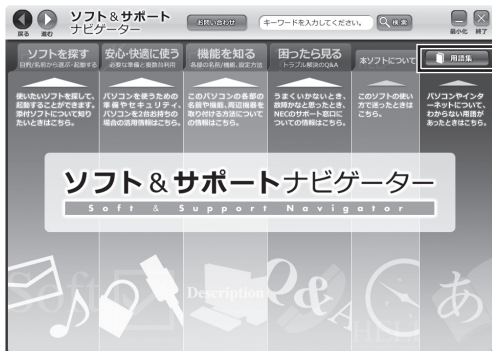 戻る 進む
ソフト&サポート
ナビゲーター
お問い合わせ
キーワードを入力してください。
検索
最小化 終了
ソフトを探す
目的/名前から選ぶ・起動する
安心・快適に使う
必要な準備と複数台利用
機能を知る
各部の名前/機能、設定方法
困ったら見る
トラブル解決のQ&A
本ソフトについて
用語集
使いたいソフトを探して、
起動することができます。
添付ソフトについて知り
たいときはこちら。
パソコンを使うための
準備やセキュリティ、
パソコンを2台お持ちの
場合の活用情報はこちら。
このパソコンの各部の
名前や機能、周辺機器を
取り付ける方法について
の情報はこちら。
うまくいかないとき、
故障かなと思ったとき、
NECのサポート窓口に
ついての情報はこちら。
このソフトの使い
方で迷ったときは
こちら。
パソコンやインタ
ーネットについて、
わからない用語が
あったときはこちら。
ソフト&サポートナビゲーター
Soft & Support Navigator
Soft
Description
Q&A
HELP
あ